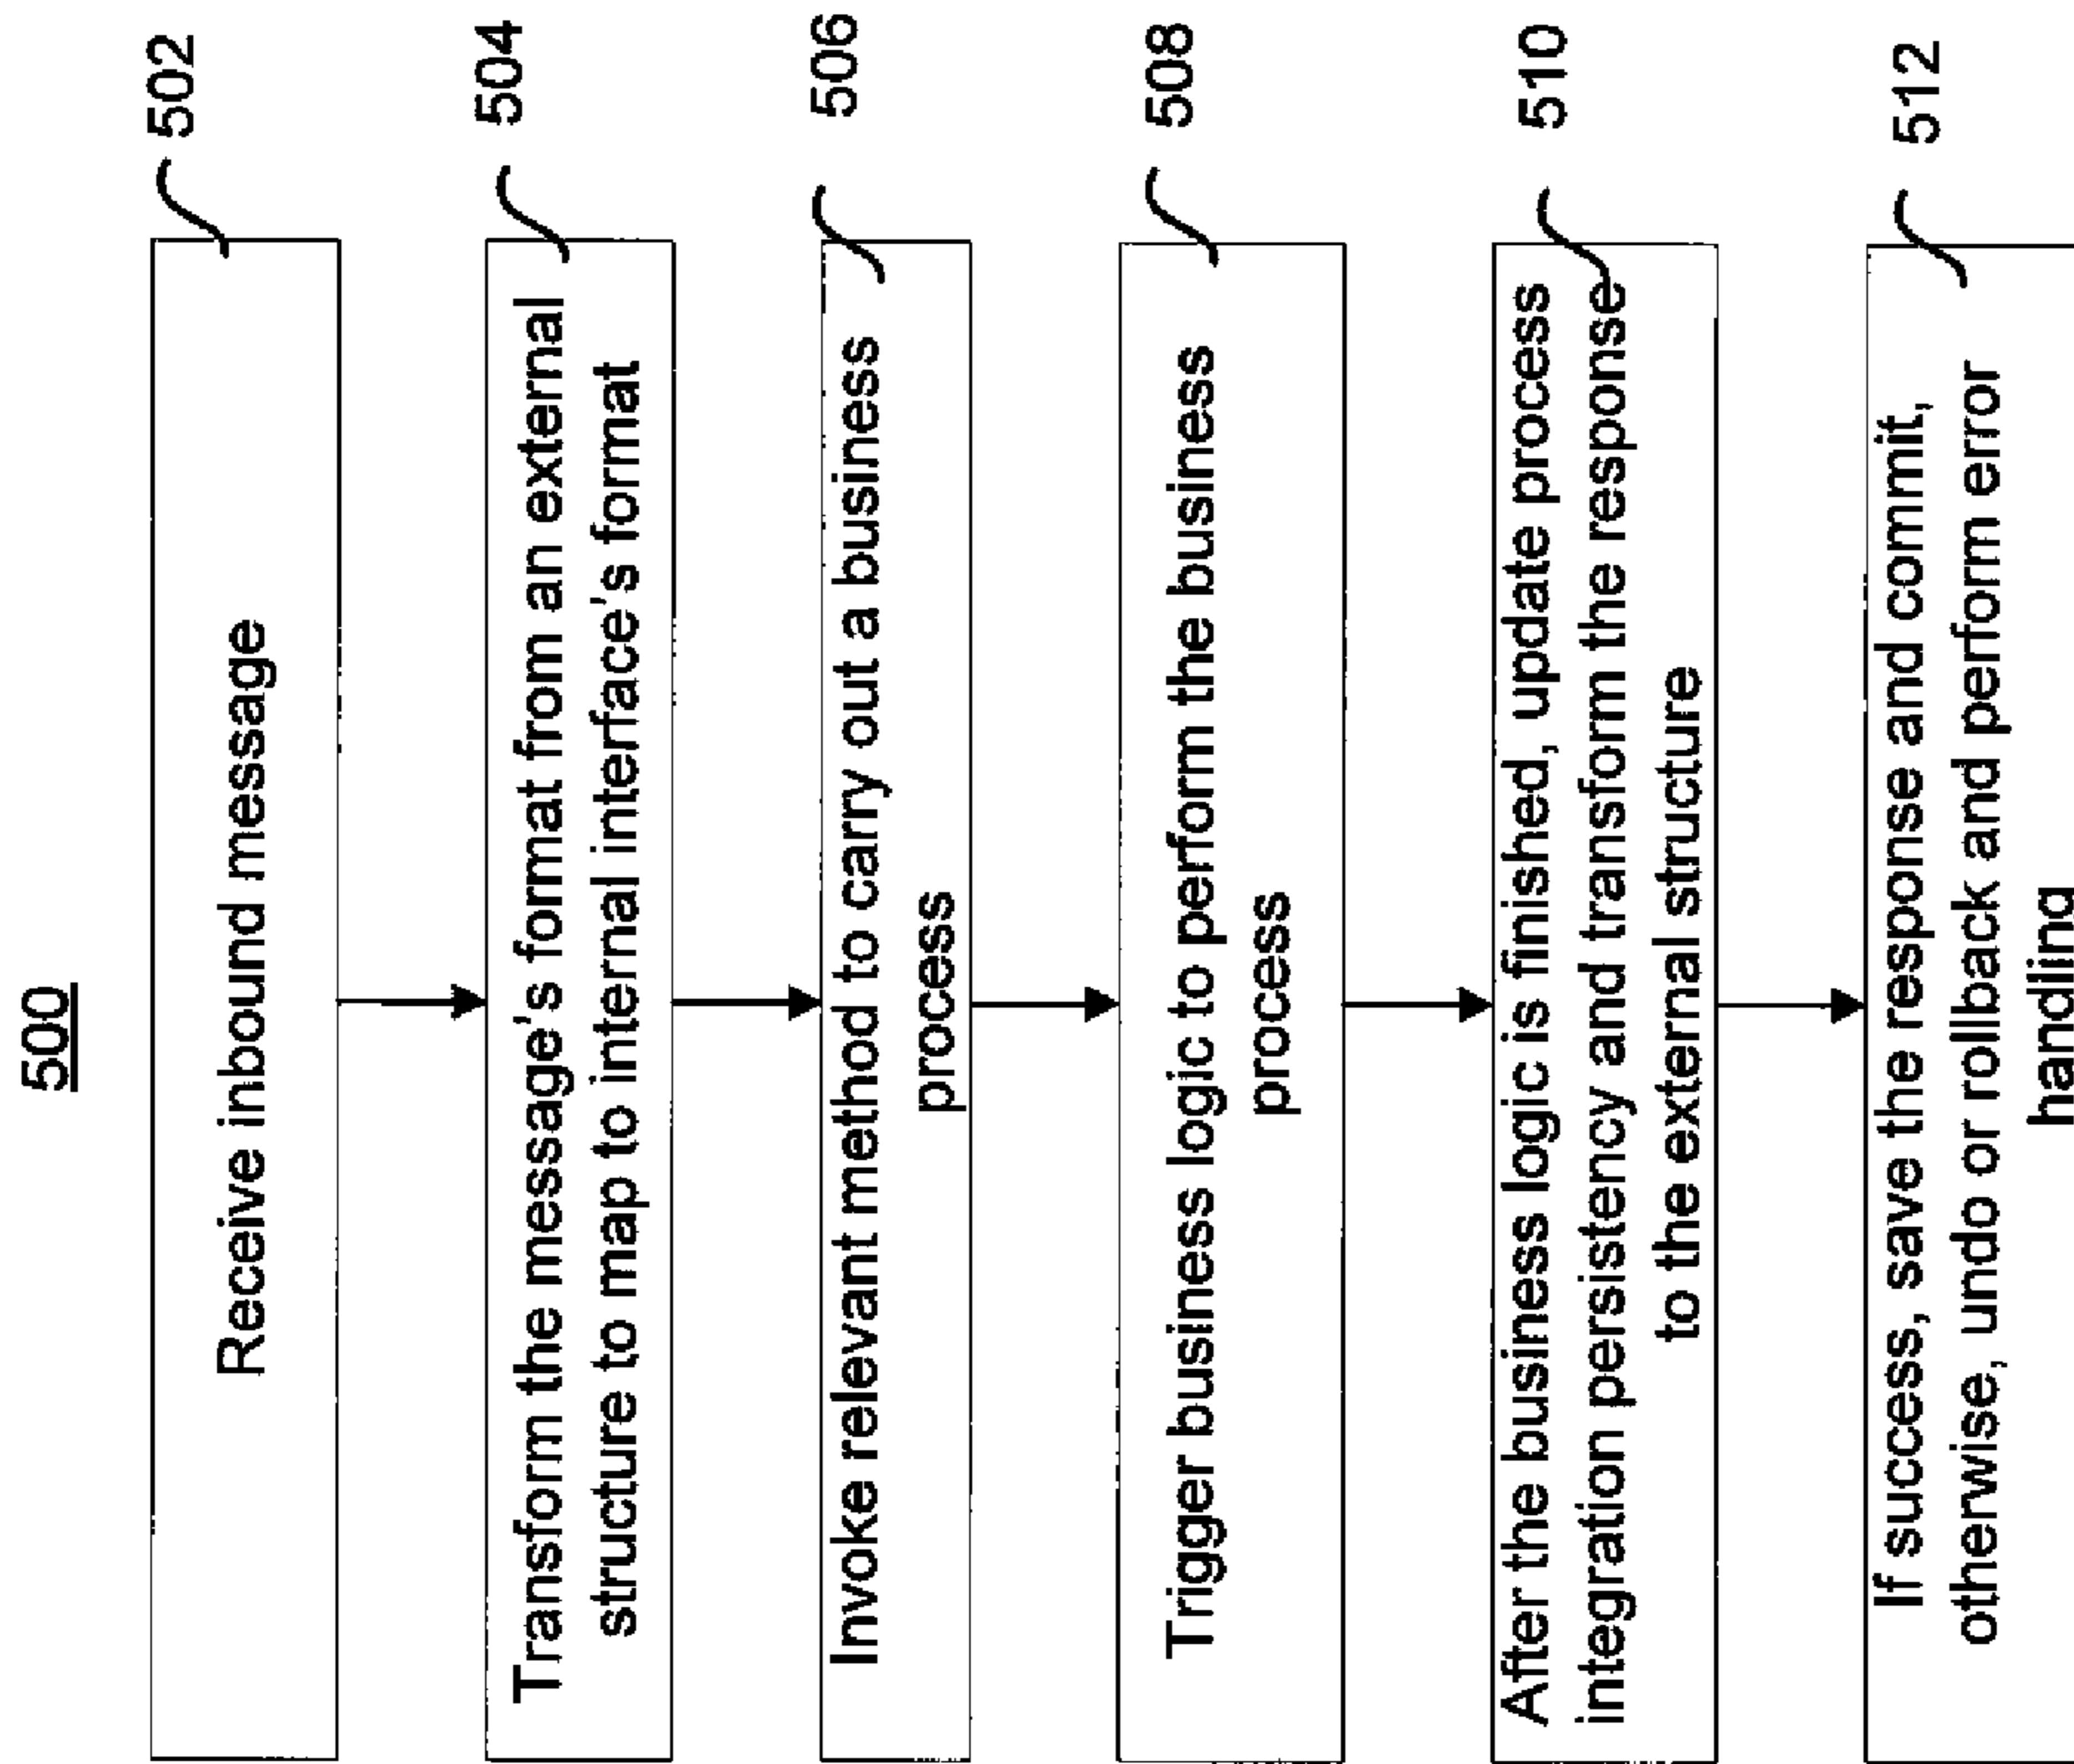 500
502
Receive inbound message
504
Transform the message's format from an external
structure to map to internal interface's format
506
Invoke relevant method to carry out a business
process
508
Trigger business logic to perform the business
process
510
After the business logic is finished, update process
integration persistency and transform the response
to the external structure
512
If success, save the response and commit,
otherwise, undo or rollback and perform error
handling